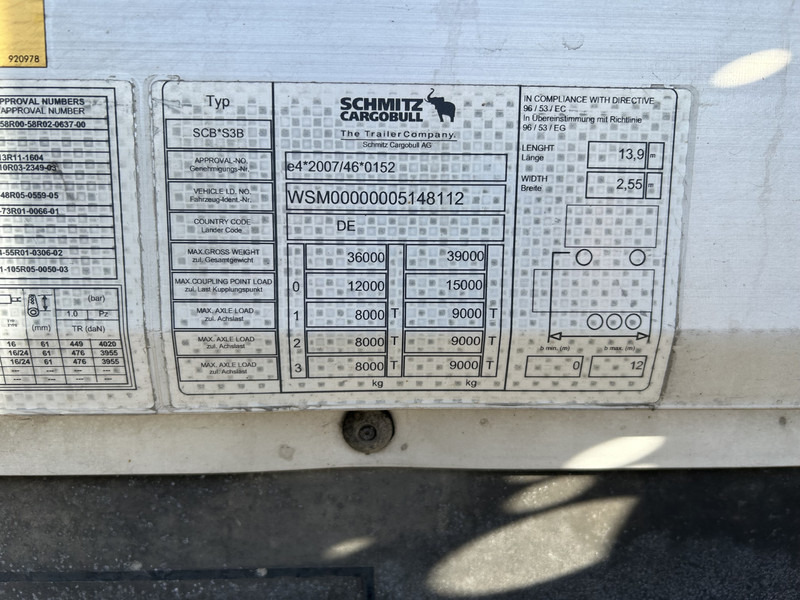 920978
APPROVAL NUMBERS
APPROVAL NUMBER
58R00-58R02-0637-00
13R11-1604
10R03-2349-03
48R05-0559-05
-73R01-0066-01
-55R01-0306-02
1-105R05-0050-03
(bar)
1.0 Pz
(mm) TR (daN)
16 61 449 4020
16/24 61 476 3955
16/24 61 476 3955
--- --- --- ---
--- --- --- ---
Typ
SCB*S3B
SCHMITZ
CARGOBULL
The TrailerCompany.
Schmitz Cargobull AG
APPROVAL-NO.
Genehmigungs-Nr.
e4*2007/46*0152
VEHICLE I.D. NO.
Fahrzeug-Ident.-Nr.
WSM00000005148112
COUNTRY CODE
Länder Code
DE
MAX.GROSS WEIGHT
zul. Gesamtgewicht
36000 39000
MAX.COUPLING POINT LOAD
zul. Last Kupplungspunkt
0 12000 15000
MAX. AXLE LOAD
zul. Achslast
1 8000 T 9000 T
MAX. AXLE LOAD
zul. Achslast
2 8000 T 9000 T
MAX. AXLE LOAD
zul. Achslast
3 8000 T 9000 T
kg kg
IN COMPLIANCE WITH DIRECTIVE
96 / 53 / EC
In Übereinstimmung mit Richtlinie
96 / 53 / EG
LENGHT
Länge
13,9 m
WIDTH
Breite
2,55 m
b min. (m) b max. (m)
0 12